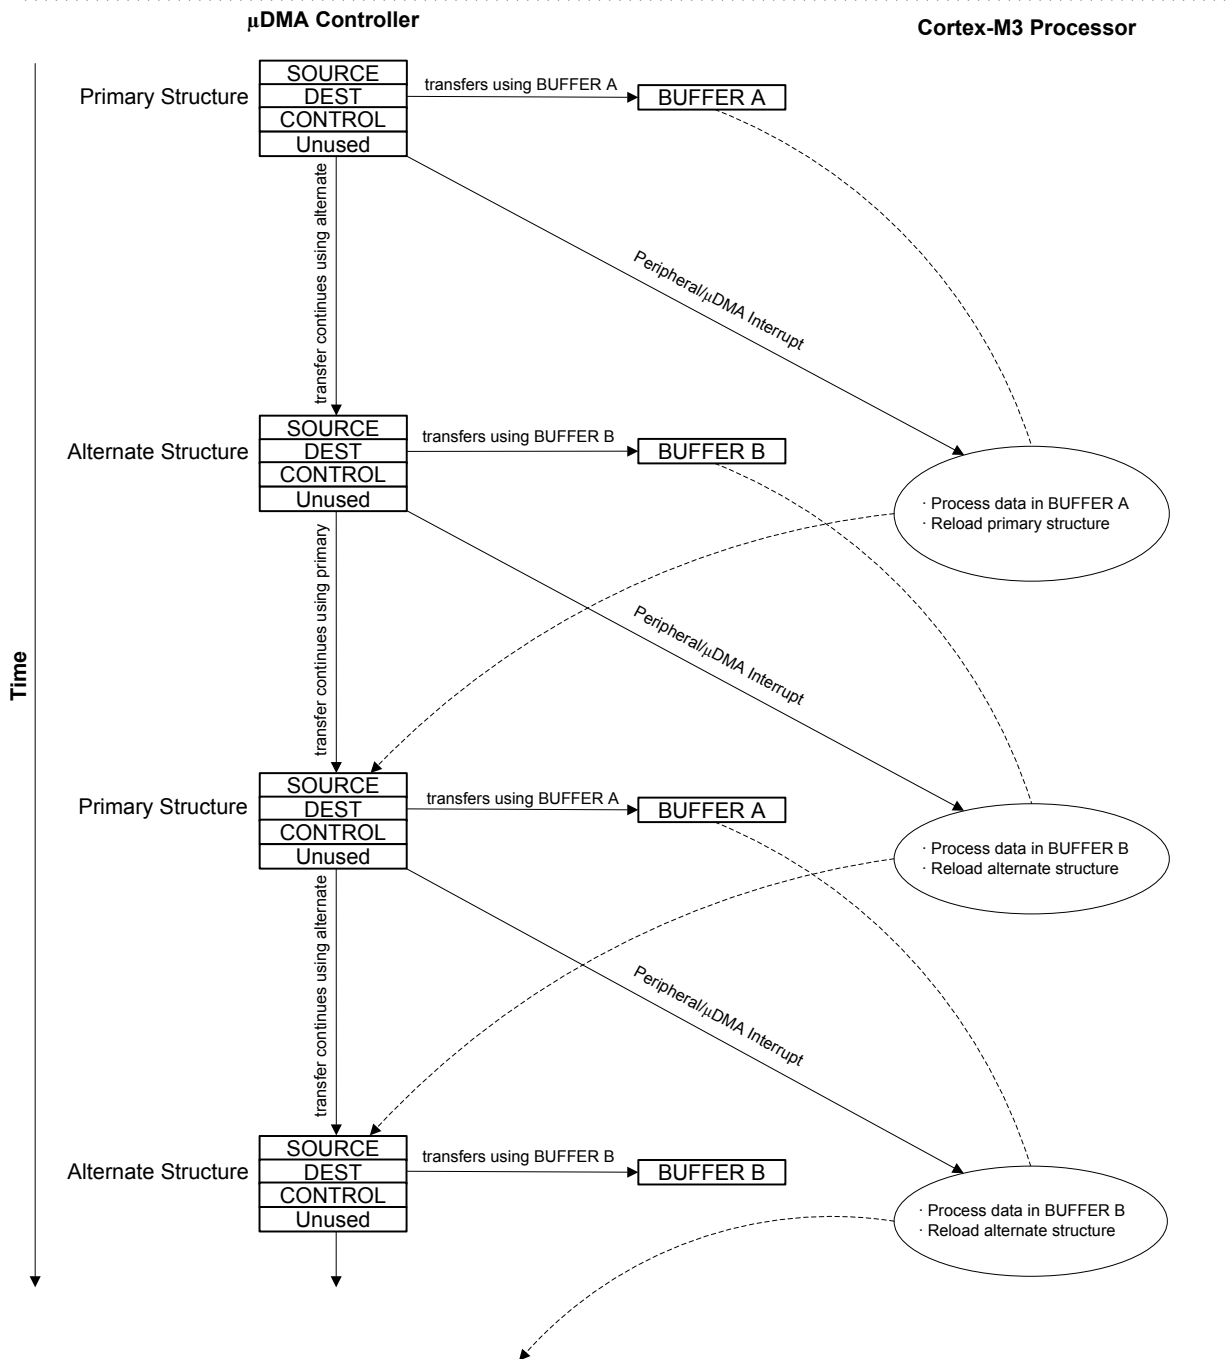 µDMA Controller
Cortex-M3 Processor
Time
Primary Structure
SOURCE
DEST
CONTROL
Unused
transfers using BUFFER A
BUFFER A
transfer continues using alternate
Peripheral/µDMA Interrupt
Alternate Structure
SOURCE
DEST
CONTROL
Unused
transfers using BUFFER B
BUFFER B
· Process data in BUFFER A
· Reload primary structure
transfer continues using primary
Peripheral/µDMA Interrupt
Primary Structure
SOURCE
DEST
CONTROL
Unused
transfers using BUFFER A
BUFFER A
· Process data in BUFFER B
· Reload alternate structure
transfer continues using alternate
Peripheral/µDMA Interrupt
Alternate Structure
SOURCE
DEST
CONTROL
Unused
transfers using BUFFER B
BUFFER B
· Process data in BUFFER B
· Reload alternate structure